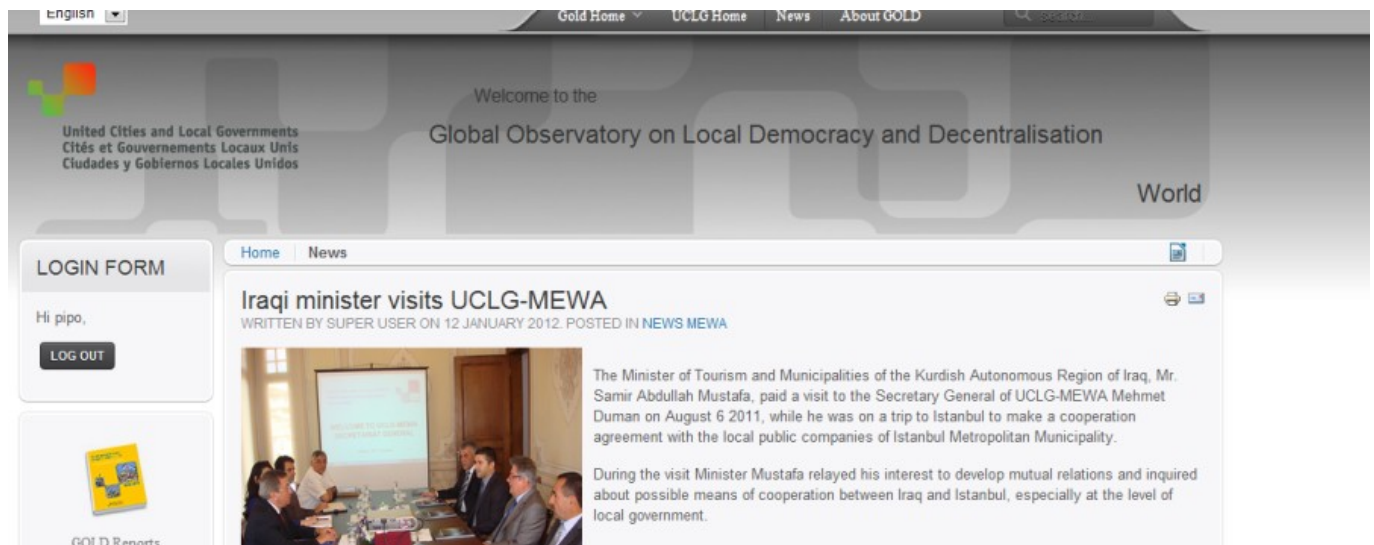 English
Gold Home UCLG Home News About GOLD
search...
United Cities and Local Governments
Cités et Gouvernements Locaux Unis
Ciudades y Gobiernos Locales Unidos
Welcome to the
Global Observatory on Local Democracy and Decentralisation
World
LOGIN FORM
Hi pipo,
LOG OUT
GOLD Reports
Home News
Iraqi minister visits UCLG-MEWA
WRITTEN BY SUPER USER ON 12 JANUARY 2012. POSTED IN NEWS MEWA
WELCOME TO UCLG-MEWA
SECRETARIAT GENERAL
The Minister of Tourism and Municipalities of the Kurdish Autonomous Region of Iraq, Mr.
Samir Abdullah Mustafa, paid a visit to the Secretary General of UCLG-MEWA Mehmet
Duman on August 6 2011, while he was on a trip to Istanbul to make a cooperation
agreement with the local public companies of Istanbul Metropolitan Municipality.
During the visit Minister Mustafa relayed his interest to develop mutual relations and inquired
about possible means of cooperation between Iraq and Istanbul, especially at the level of
local government.